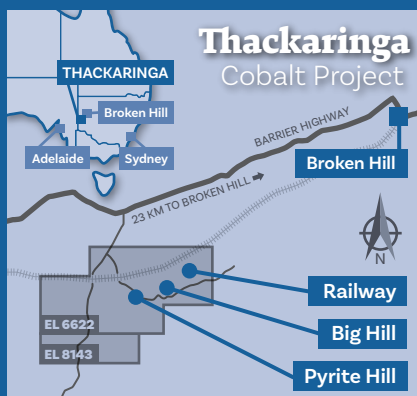 Thackaringa
Cobalt Project
THACKARINGA
Broken Hill
Adelaide
Sydney
BARRIER HIGHWAY
Broken Hill
23 KM TO BROKEN HILL
N
Railway
EL 6622
Big Hill
EL 8143
Pyrite Hill